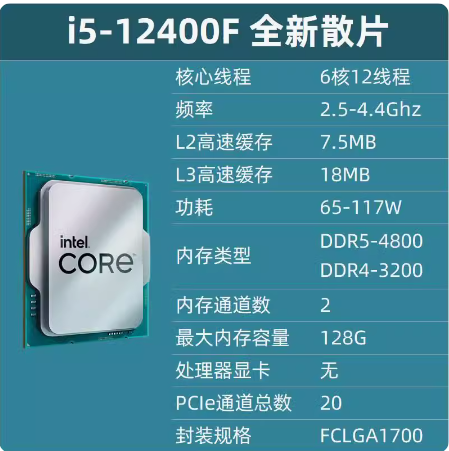 i5-12400F 全新散片
核心线程 6核12线程
频率 2.5-4.4Ghz
L2高速缓存 7.5MB
L3高速缓存 18MB
功耗 65-117W
内存类型 DDR5-4800
DDR4-3200
内存通道数 2
最大内存容量 128G
处理器显卡 无
PCIe通道总数 20
封装规格 FCLGA1700
intel
CORE